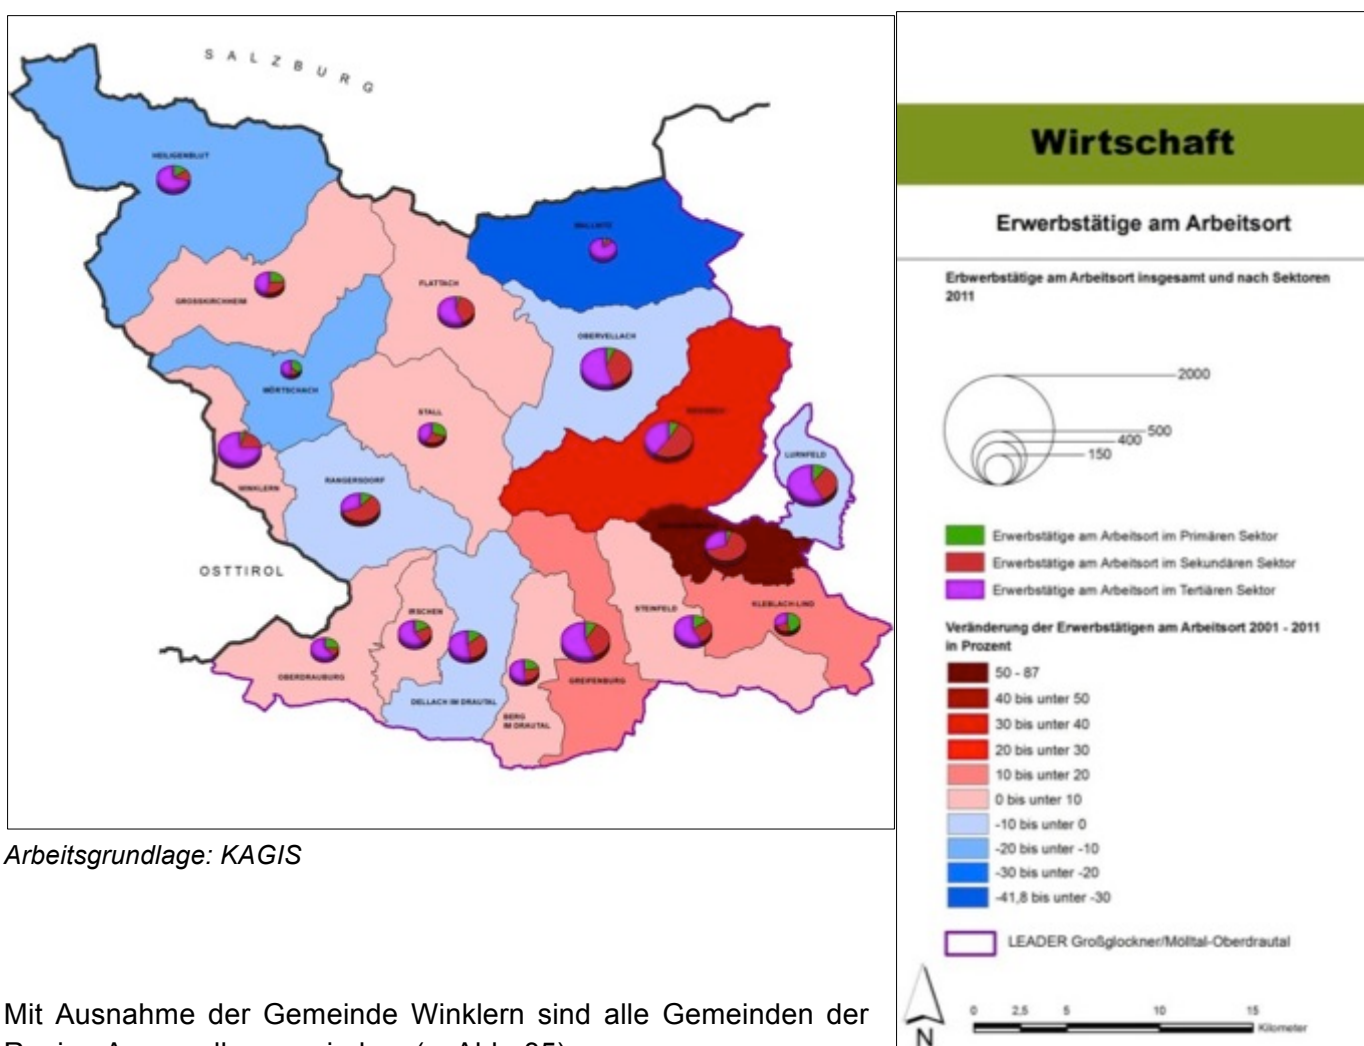 SALZBURG
HEILIGENBLUT
GROSSKIRCHHEIM
FLATTACH
OBERVELLACH
MÖRTSCHACH
STALL
WINKLERN
RANGERSDORF
LURNFELD
OSTTIROL
IRSCHEN
STEINFELD
KLEBLACH-LIND
OBERDRAUBURG
GREIFENBURG
DELLACH IM DRAUTAL
BERG
IM DRAUTAL
Arbeitsgrundlage: KAGIS
Mit Ausnahme der Gemeinde Winklern sind alle Gemeinden der
Wirtschaft
Erwerbstätige am Arbeitsort
Erbwerbstätige am Arbeitsort insgesamt und nach Sektoren
2011
2000
500
400
150
Erwerbstätige am Arbeitsort im Primären Sektor
Erwerbstätige am Arbeitsort im Sekundären Sektor
Erwerbstätige am Arbeitsort im Tertiären Sektor
Veränderung der Erwerbstätigen am Arbeitsort 2001 - 2011
in Prozent
50 - 87
40 bis unter 50
30 bis unter 40
20 bis unter 30
10 bis unter 20
0 bis unter 10
-10 bis unter 0
-20 bis unter -10
-30 bis unter -20
-41,8 bis unter -30
LEADER Großglockner/Mölltal-Oberdrautal
N
0 2,5 5 10 15
Kilometer